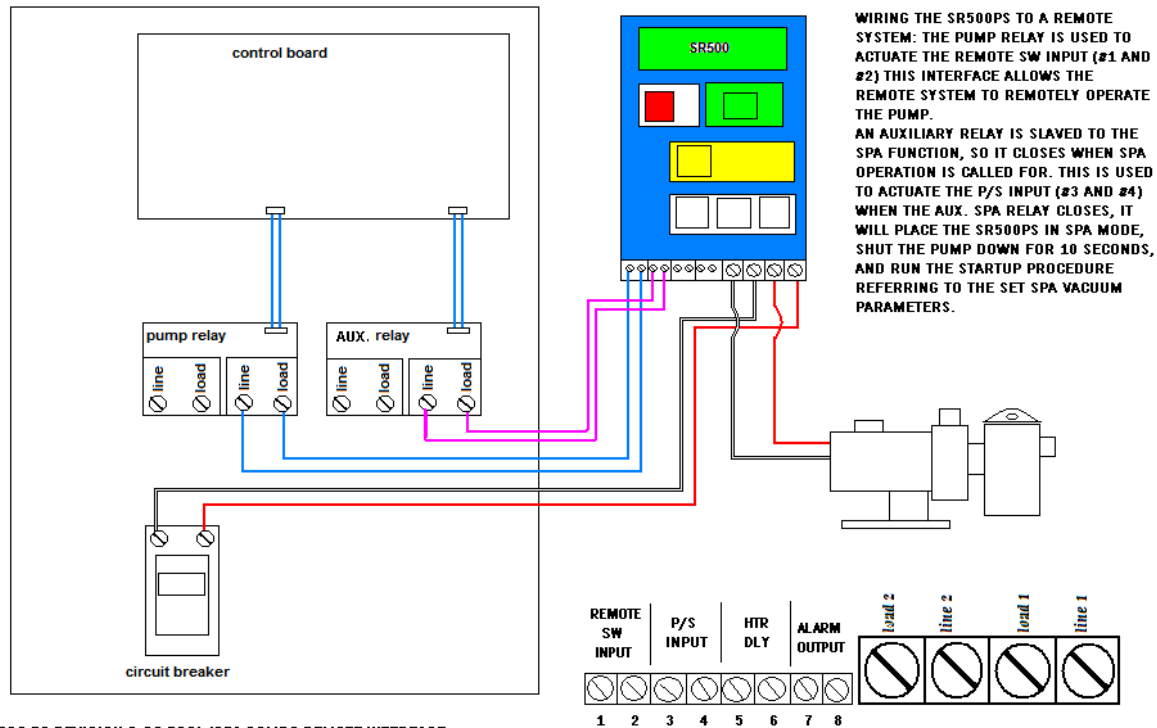 control board
SR500
WIRING THE SR500PS TO A REMOTE
SYSTEM: THE PUMP RELAY IS USED TO
ACTUATE THE REMOTE SW INPUT (#1 AND
#2) THIS INTERFACE ALLOWS THE
REMOTE SYSTEM TO REMOTELY OPERATE
THE PUMP.
AN AUXILIARY RELAY IS SLAVED TO THE
SPA FUNCTION, SO IT CLOSES WHEN SPA
OPERATION IS CALLED FOR. THIS IS USED
TO ACTUATE THE P/S INPUT (#3 AND #4)
WHEN THE AUX. SPA RELAY CLOSES, IT
WILL PLACE THE SR500PS IN SPA MODE,
SHUT THE PUMP DOWN FOR 10 SECONDS,
AND RUN THE STARTUP PROCEDURE
REFERRING TO THE SET SPA VACUUM
PARAMETERS.
pump relay
line
load
line
load
AUX. relay
line
load
line
load
circuit breaker
REMOTE
SW
INPUT
P/S
INPUT
HTR
DLY
ALARM
OUTPUT
load 2
line 2
load 1
line 1
1 2 3 4 5 6 7 8